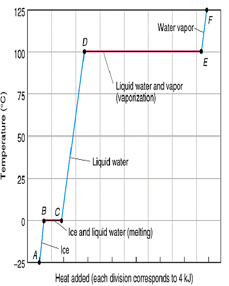 125
F
Water vapor
D
100
E
Liquid water and vapor
(vaporization)
75
Temperature (°C)
50
Liquid water
25
B
C
0
Ice and liquid water (melting)
A
Ice
-25
Heat added (each division corresponds to 4 kJ)